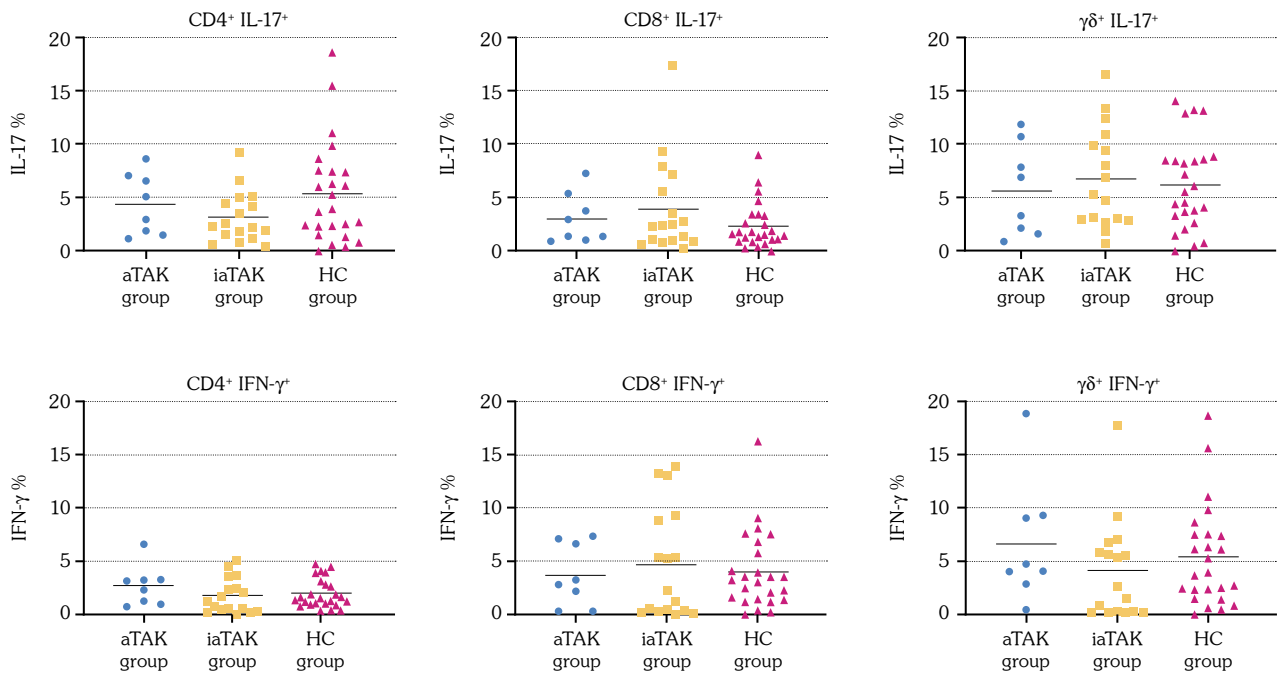 CD4⁺ IL-17⁺
IL-17 %
20
15
10
5
0
aTAK group
iaTAK group
HC group
CD8⁺ IL-17⁺
IL-17 %
20
15
10
5
0
aTAK group
iaTAK group
HC group
γδ⁺ IL-17⁺
IL-17 %
20
15
10
5
0
aTAK group
iaTAK group
HC group
CD4⁺ IFN-γ⁺
IFN-γ %
20
15
10
5
0
aTAK group
iaTAK group
HC group
CD8⁺ IFN-γ⁺
IFN-γ %
20
15
10
5
0
aTAK group
iaTAK group
HC group
γδ⁺ IFN-γ⁺
IFN-γ %
20
15
10
5
0
aTAK group
iaTAK group
HC group